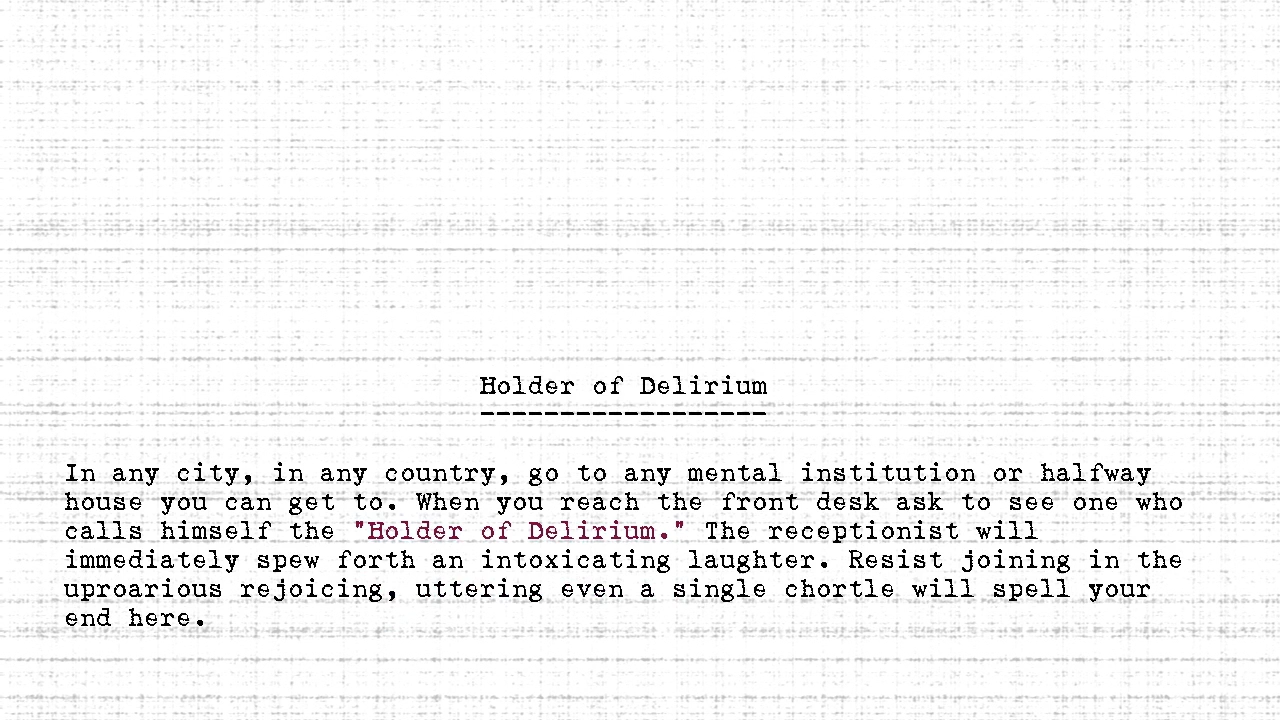 Holder of Delirium
------------------
In any city, in any country, go to any mental institution or halfway
house you can get to. When you reach the front desk ask to see one who
calls himself the "Holder of Delirium." The receptionist will
immediately spew forth an intoxicating laughter. Resist joining in the
uproarious rejoicing, uttering even a single chortle will spell your
end here.